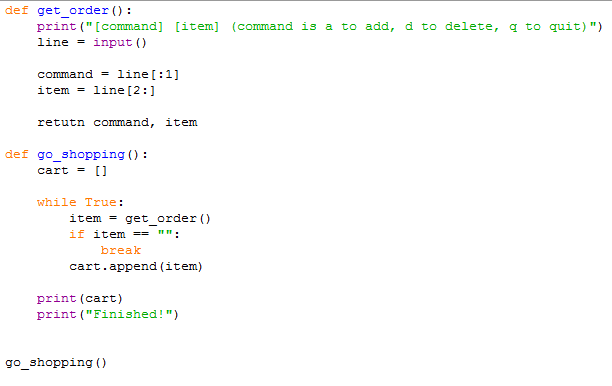 def get_order():
    print("[command] [item] (command is a to add, d to delete, q to quit)")
    line = input()

    command = line[:1]
    item = line[2:]

    retutn command, item

def go_shopping():
    cart = []

    while True:
        item = get_order()
        if item == "":
            break
        cart.append(item)

    print(cart)
    print("Finished!")


go_shopping()